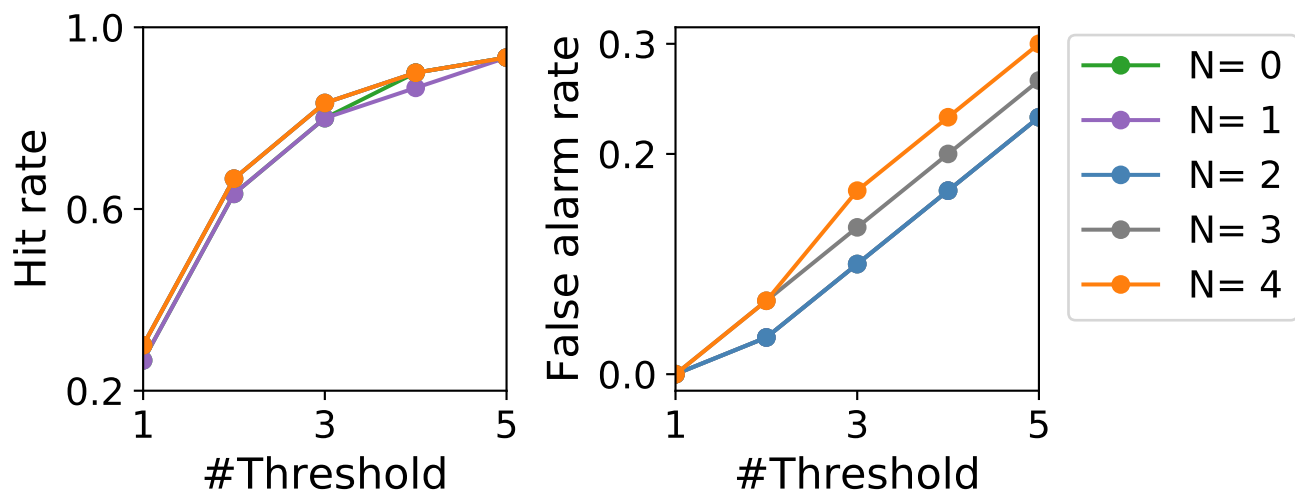 Hit rate
1.0
0.6
0.2
1
3
5
#Threshold
False alarm rate
0.3
0.2
0.0
1
3
5
#Threshold
N= 0
N= 1
N= 2
N= 3
N= 4